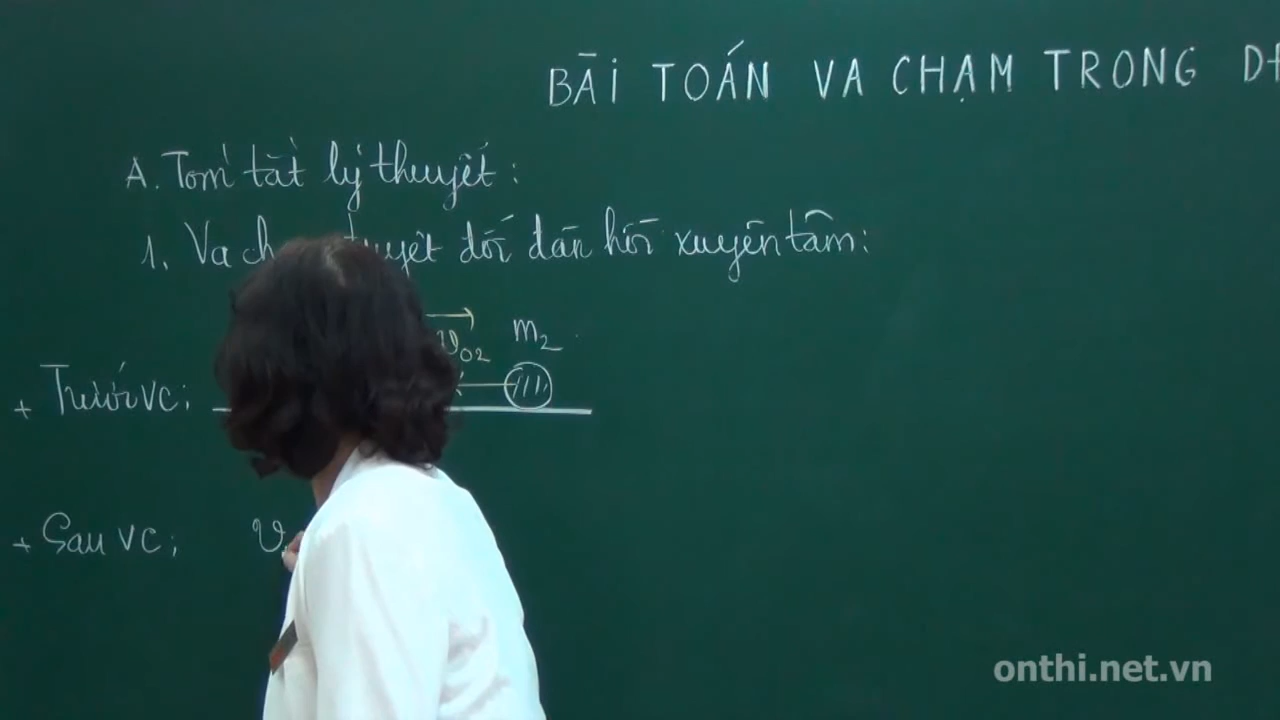 BÀI TOÁN VA CHẠM TRONG
A. Tóm tắt lý thuyết:
1. Va tuyệt đối đàn hồi xuyên tâm:
v02 m2
+ Trước VC:
+ Sau VC: v
onthi.net.vn